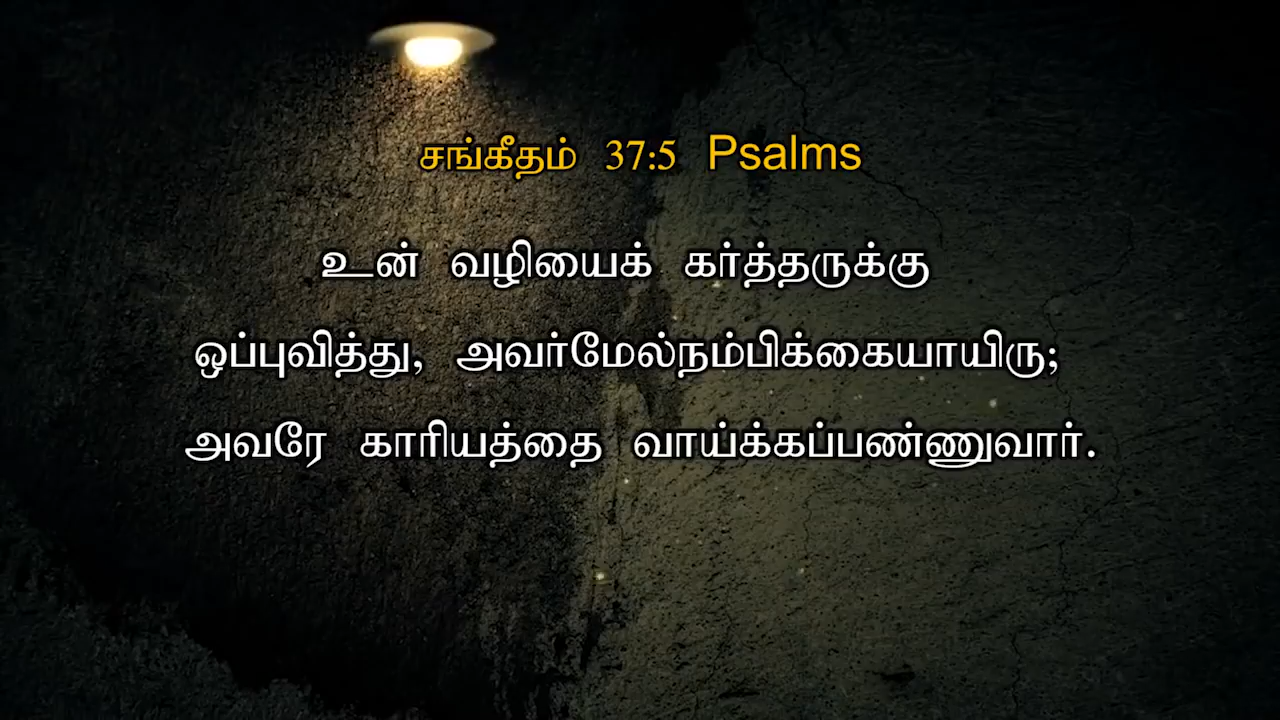 சங்கீதம் 37:5 Psalms
உன் வழியைக் கர்த்தருக்கு
ஒப்புவித்து, அவர்மேல்நம்பிக்கையாயிரு;
அவரே காரியத்தை வாய்க்கப்பண்ணுவார்.